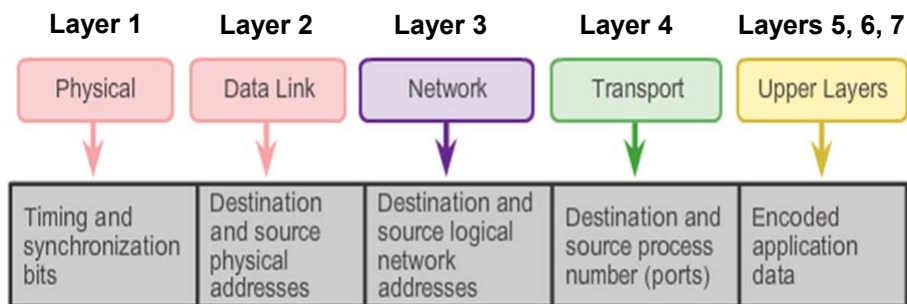 Layer 1
Layer 2
Layer 3
Layer 4
Layers 5, 6, 7
Physical
Data Link
Network
Transport
Upper Layers
Timing and
synchronization
bits
Destination
and source
physical
addresses
Destination and
source logical
network
addresses
Destination and
source process
number (ports)
Encoded
application
data